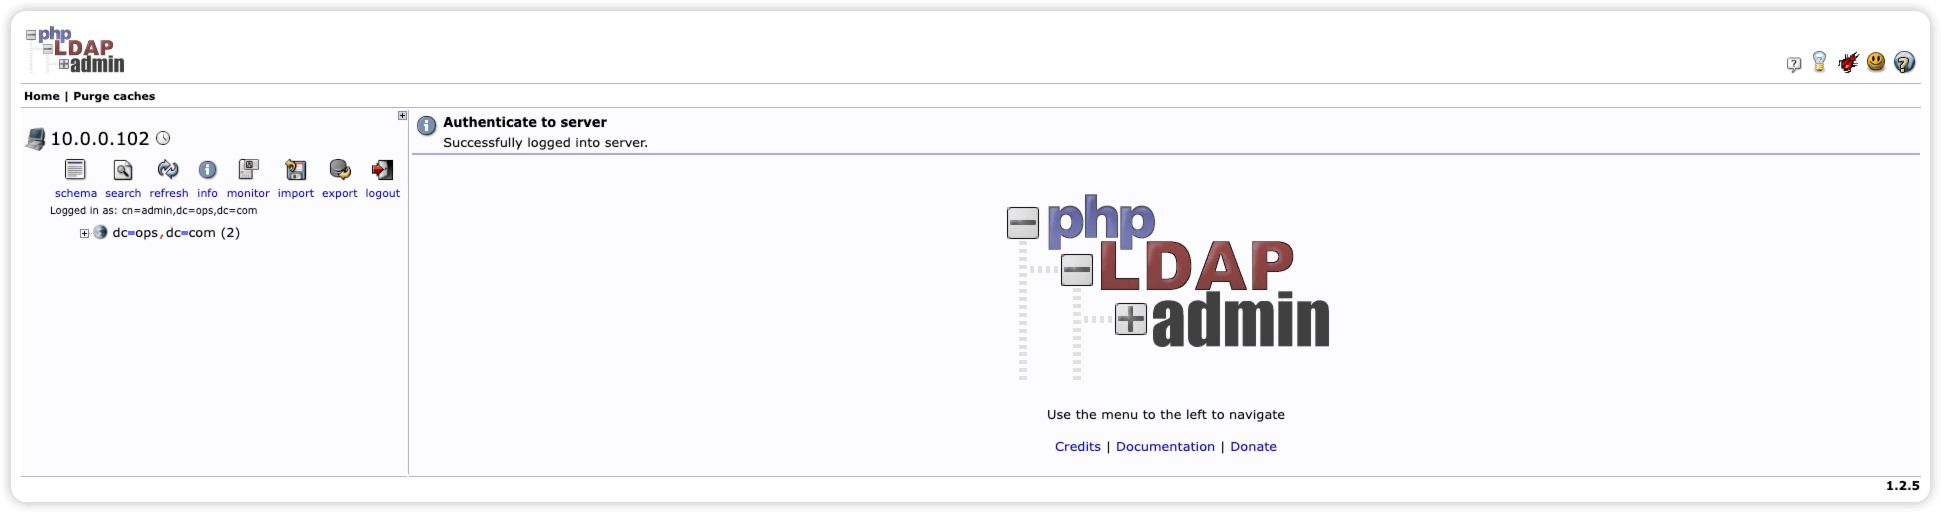 php
LDAP
admin
Home | Purge caches
10.0.0.102
schema search refresh info monitor import export logout
Logged in as: cn=admin,dc=ops,dc=com
dc=ops,dc=com (2)
Authenticate to server
Successfully logged into server.
php
LDAP
admin
Use the menu to the left to navigate
Credits | Documentation | Donate
1.2.5